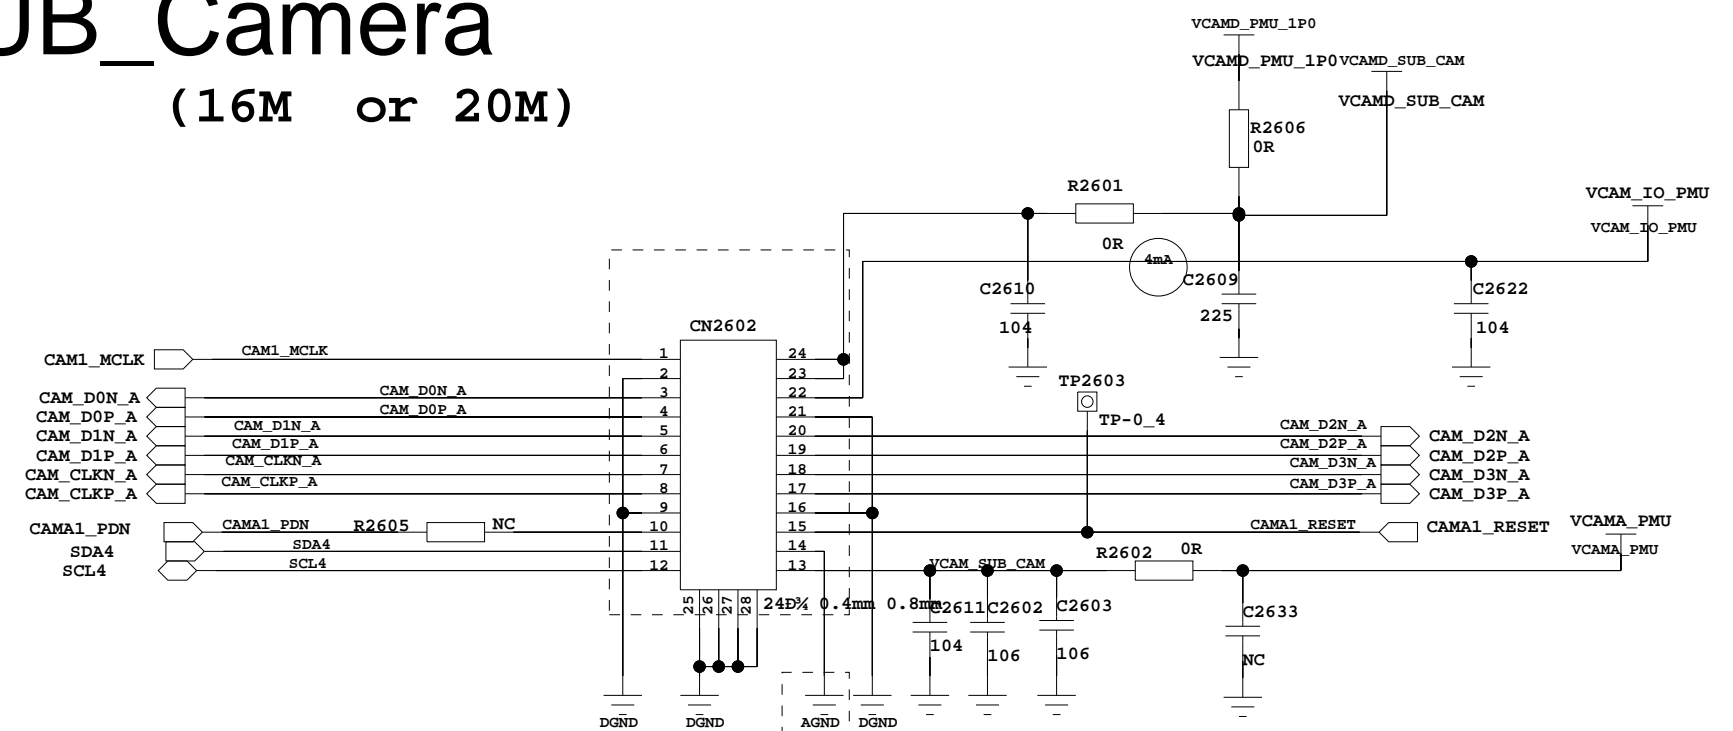 UB_Camera
(16M or 20M)
VCAMD_PMU_1P0
VCAMD_PMU_1P0
VCAMD_SUB_CAM
VCAMD_SUB_CAM
R2606
0R
R2601
0R
4mA
VCAM_IO_PMU
VCAM_IO_PMU
C2610
104
C2609
225
C2622
104
CN2602
CAM1_MCLK CAM1_MCLK 1 24
2 23
CAM_D0N_A CAM_D0N_A 3 22
CAM_D0P_A CAM_D0P_A 4 21
CAM_D1N_A CAM_D1N_A 5 20 CAM_D2N_A CAM_D2N_A
CAM_D1P_A CAM_D1P_A 6 19 CAM_D2P_A CAM_D2P_A
CAM_CLKN_A CAM_CLKN_A 7 18 CAM_D3N_A CAM_D3N_A
CAM_CLKP_A CAM_CLKP_A 8 17 CAM_D3P_A CAM_D3P_A
9 16
CAMA1_PDN CAMA1_PDN R2605 NC 10 15 CAMA1_RESET CAMA1_RESET
SDA4 SDA4 11 14
SCL4 SCL4 12 13 VCAM_SUB_CAM
TP2603
TP-0_4
R2602 0R
VCAMA_PMU
VCAMA_PMU
25 26 27 28
24Đ¾ 0.4mm 0.8mm
C2611
104
C2602
106
C2603
106
C2633
NC
DGND DGND AGND DGND